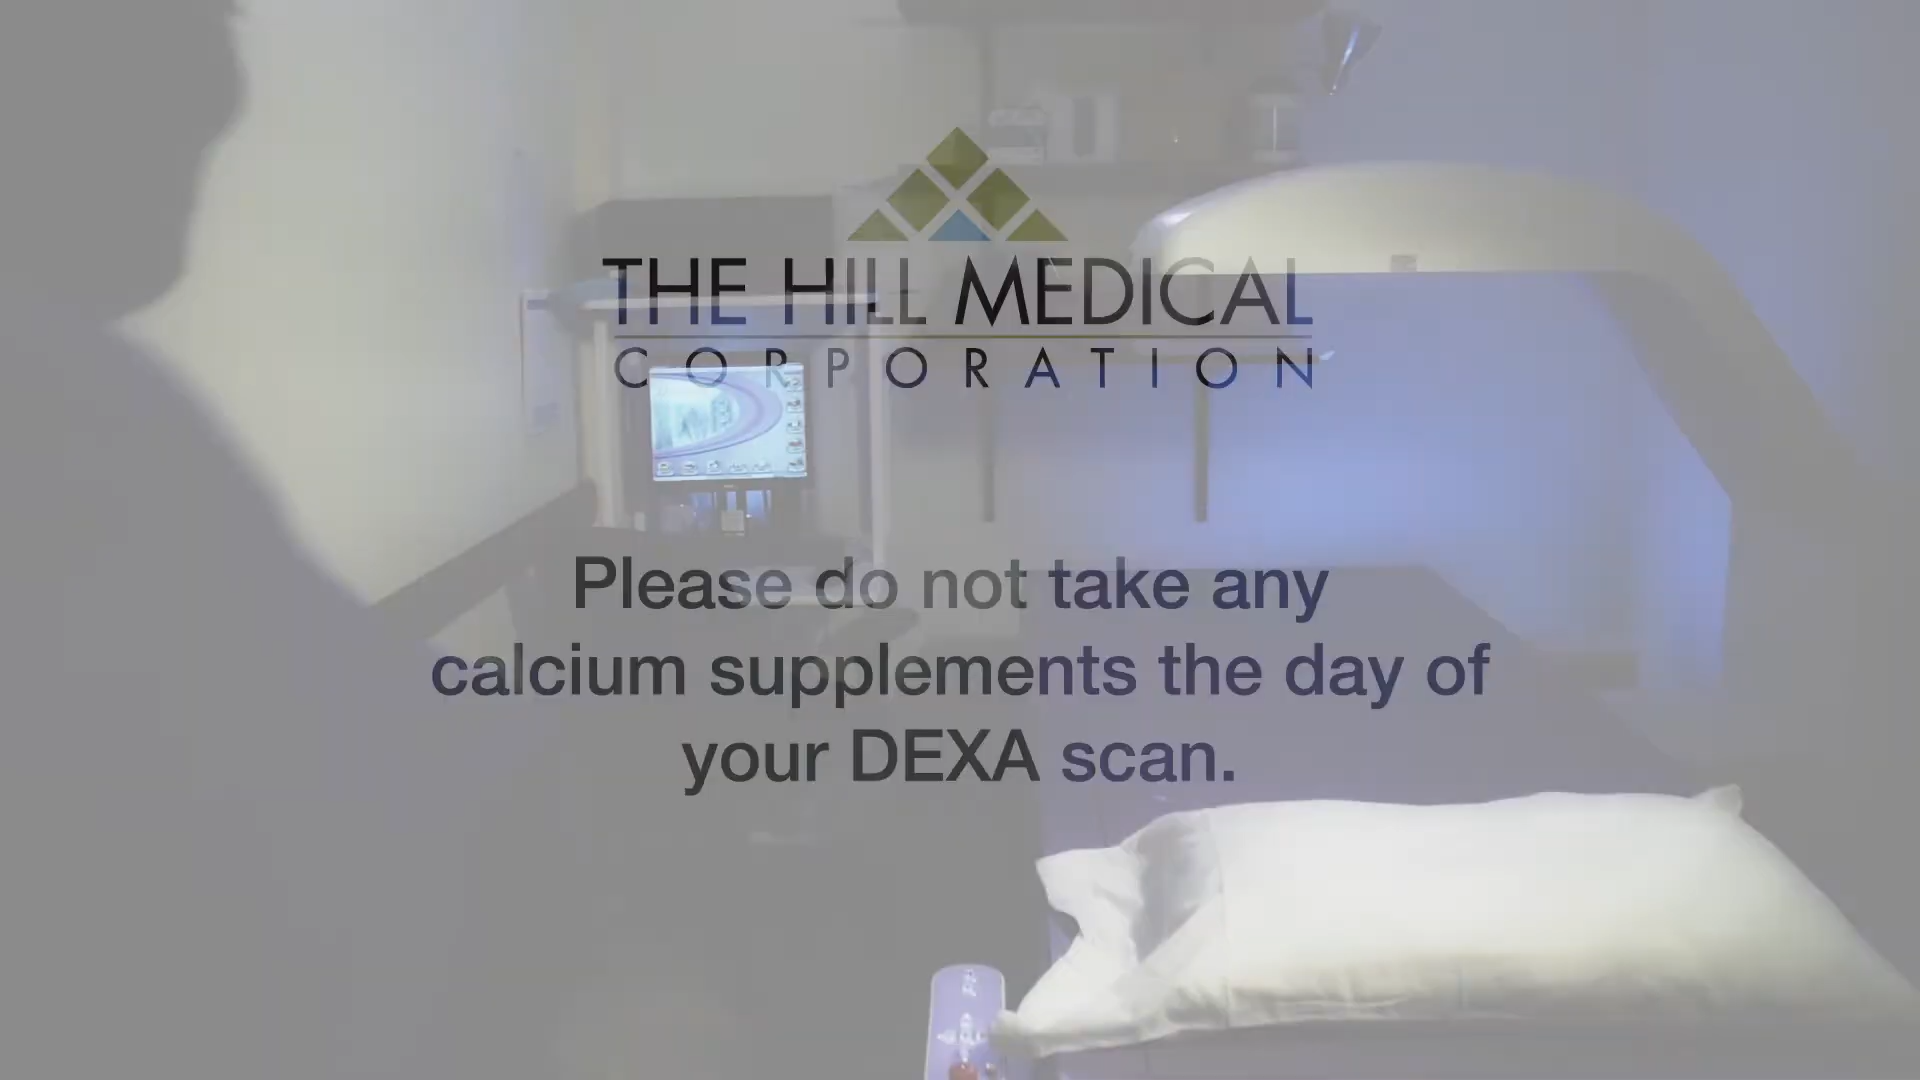 THE HILL MEDICAL
CORPORATION
Please do not take any
calcium supplements the day of
your DEXA scan.